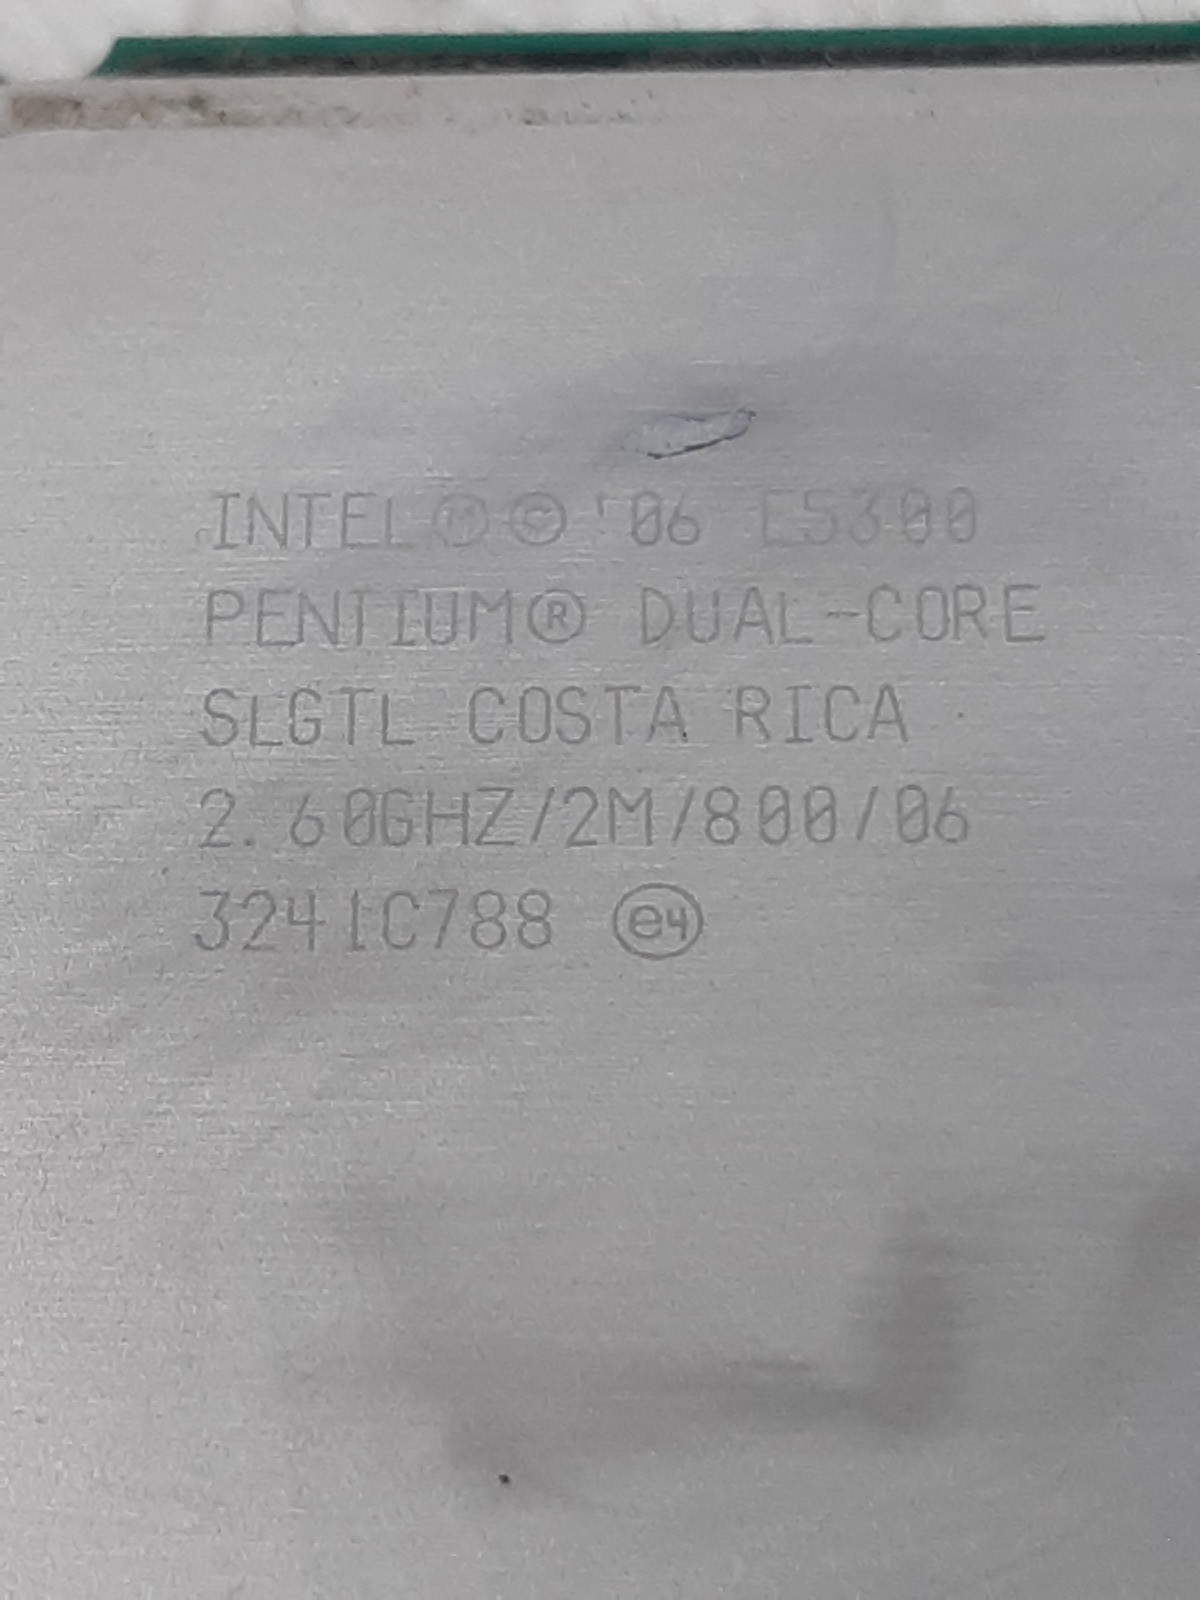 INTEL Ⓜ © '06 E5300
PENTIUM® DUAL-CORE
SLGTL COSTA RICA
2.60GHZ/2M/800/06
3241C788 e4